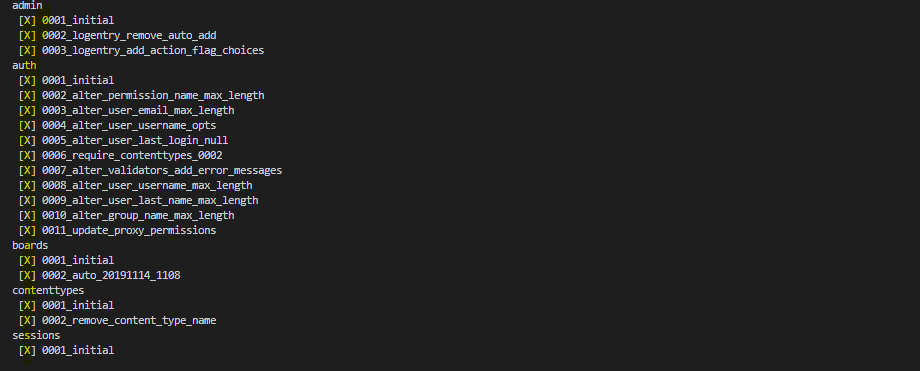 admin
[X] 0001_initial
[X] 0002_logentry_remove_auto_add
[X] 0003_logentry_add_action_flag_choices
auth
[X] 0001_initial
[X] 0002_alter_permission_name_max_length
[X] 0003_alter_user_email_max_length
[X] 0004_alter_user_username_opts
[X] 0005_alter_user_last_login_null
[X] 0006_require_contenttypes_0002
[X] 0007_alter_validators_add_error_messages
[X] 0008_alter_user_username_max_length
[X] 0009_alter_user_last_name_max_length
[X] 0010_alter_group_name_max_length
[X] 0011_update_proxy_permissions
boards
[X] 0001_initial
[X] 0002_auto_20191114_1108
contenttypes
[X] 0001_initial
[X] 0002_remove_content_type_name
sessions
[X] 0001_initial